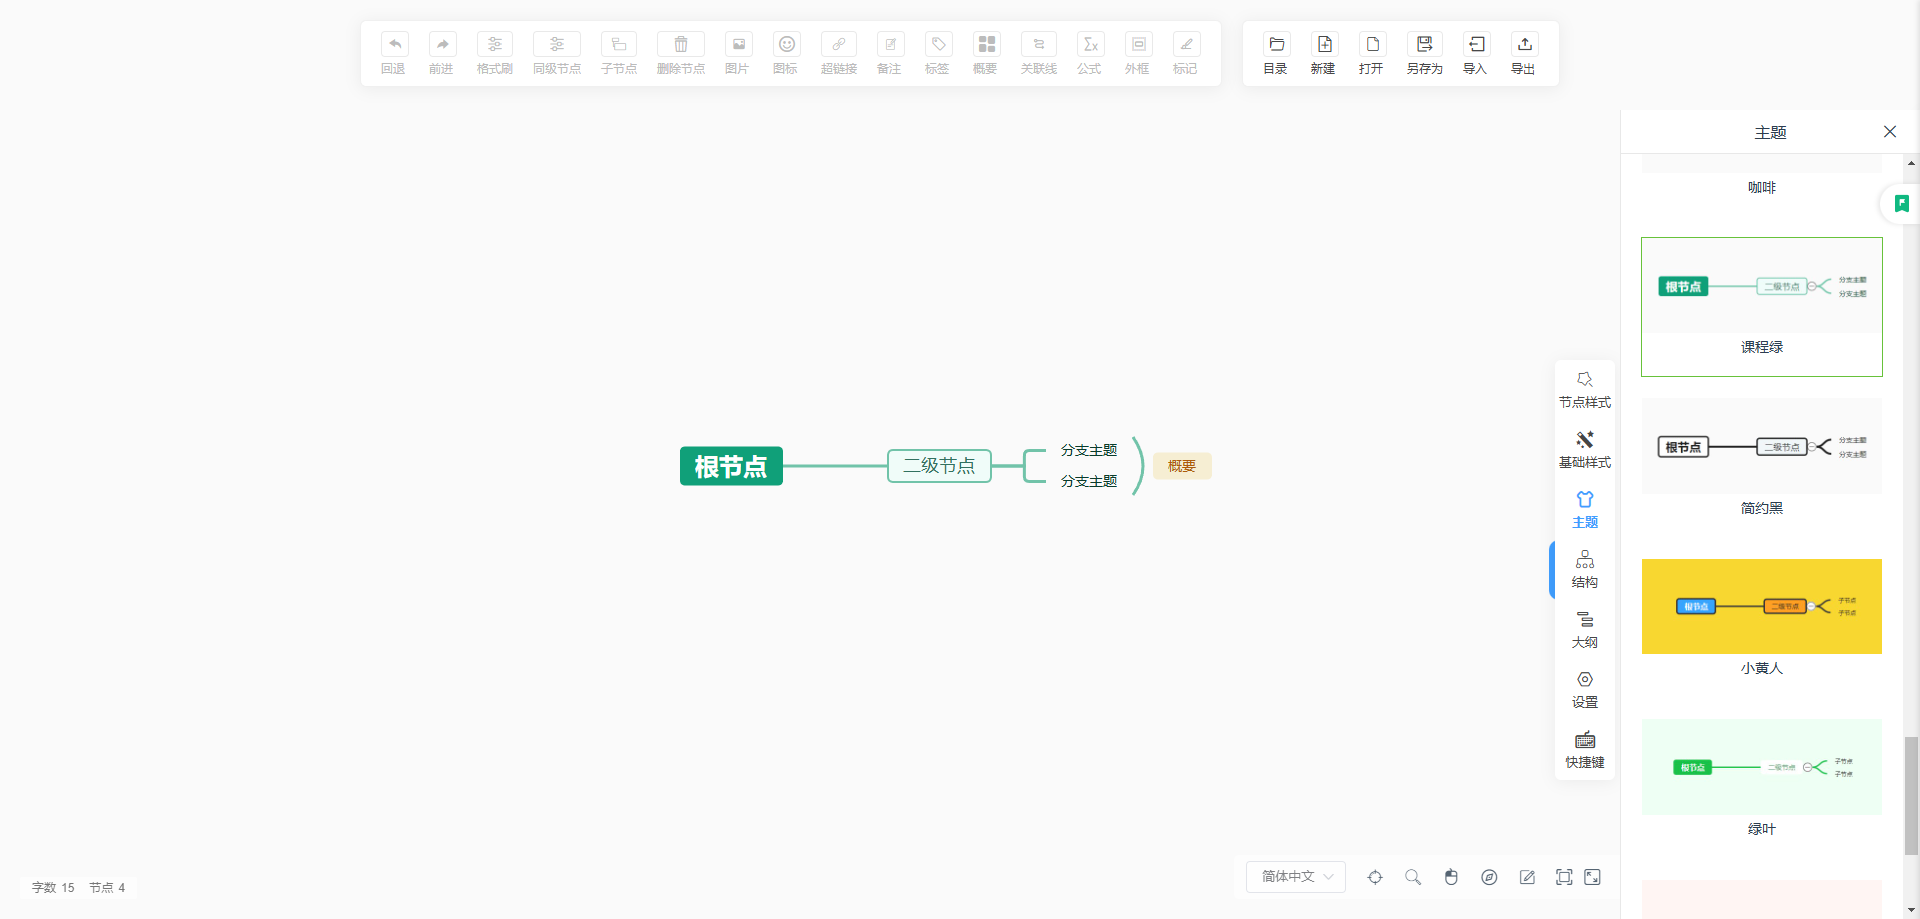 回退 前进 格式刷 同级节点 子节点 删除节点 图片 图标 超链接 备注 标签 概要 关联线 公式 外框 标记
目录 新建 打开 另存为 导入 导出
主题
咖啡
根节点 二级节点 分支主题
分支主题
课程绿
根节点 二级节点 分支主题
分支主题
简约黑
根节点 二级节点 子节点
子节点
小黄人
根节点 二级节点 子节点
子节点
绿叶
节点样式
基础样式
主题
结构
大纲
设置
快捷键
根节点 二级节点 分支主题
分支主题
概要
字数 15 节点 4
简体中文